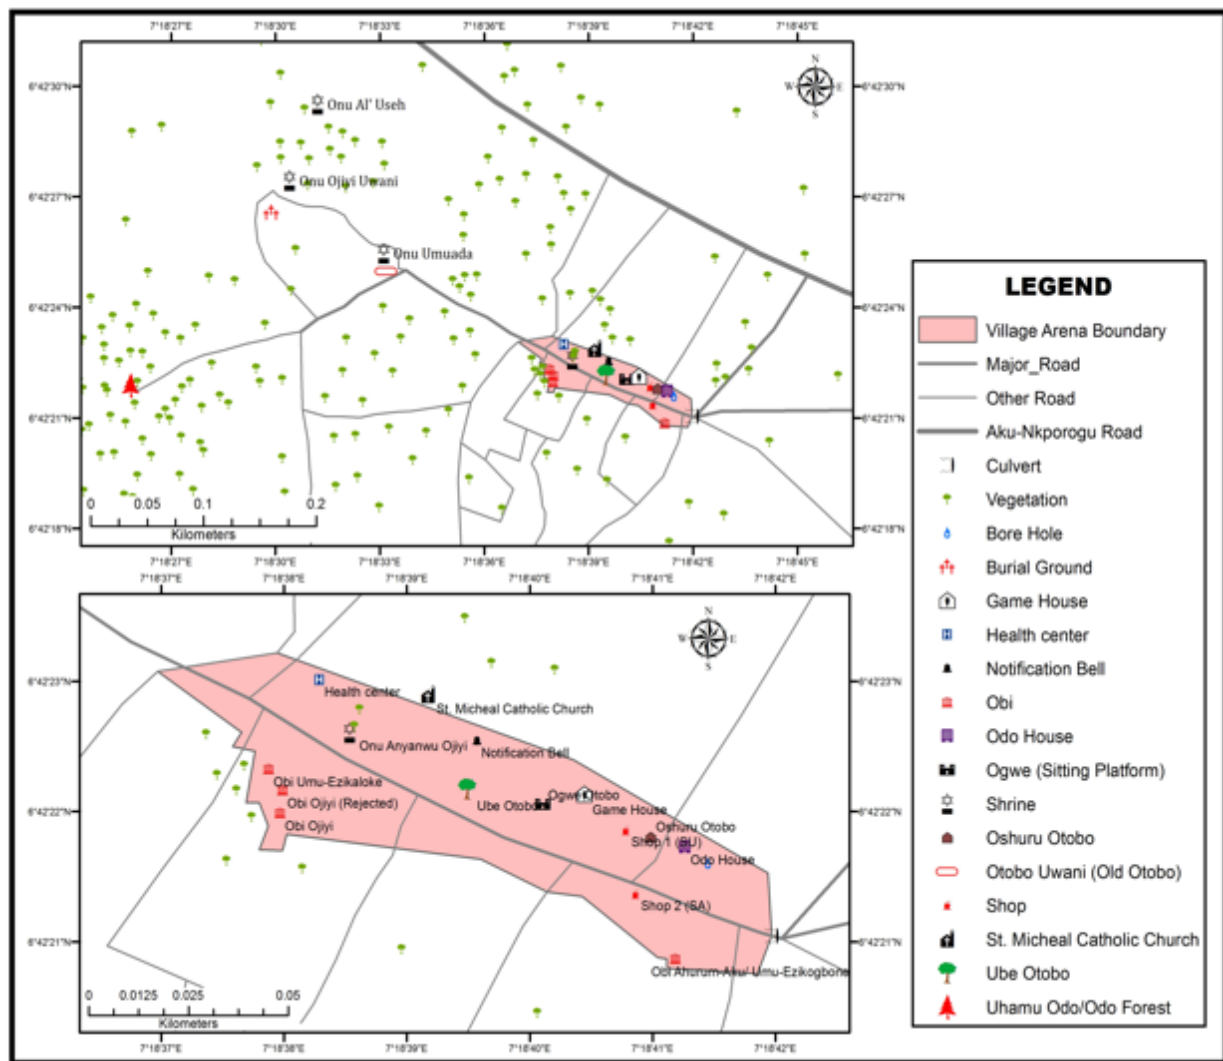 7°18'27"E 7°18'30"E 7°18'33"E 7°18'36"E 7°18'39"E 7°18'42"E 7°18'45"E
N
W E
S
6°42'30"N 6°42'30"N
Onu Al' Useh
6°42'27"N 6°42'27"N
Onu Ojiyi Uwani
Onu Umuada
6°42'24"N 6°42'24"N
6°42'21"N 6°42'21"N
0 0.05 0.1 0.2
Kilometers
6°42'18"N 6°42'18"N
7°18'27"E 7°18'30"E 7°18'33"E 7°18'36"E 7°18'39"E 7°18'42"E 7°18'45"E
7°18'37"E 7°18'38"E 7°18'39"E 7°18'40"E 7°18'41"E 7°18'42"E
N
W E
S
6°42'23"N 6°42'23"N
Health center
St. Micheal Catholic Church
Onu Anyanwu Ojiyi
Notification Bell
Obi Umu-Ezikaloke
Obi Ojiyi (Rejected)
Obi Ojiyi
Ube Otobo
Ogwe Otobo
Game House
6°42'22"N 6°42'22"N
Oshuru Otobo
Shop 1 (SU)
Odo House
Shop 2 (SA)
6°42'21"N 6°42'21"N
Obi Ahurum-Aku/ Umu-Ezikogbone
0 0.0125 0.025 0.05
Kilometers
7°18'37"E 7°18'38"E 7°18'39"E 7°18'40"E 7°18'41"E 7°18'42"E
LEGEND
Village Arena Boundary
Major_Road
Other Road
Aku-Nkporogu Road
Culvert
Vegetation
Bore Hole
Burial Ground
Game House
Health center
Notification Bell
Obi
Odo House
Ogwe (Sitting Platform)
Shrine
Oshuru Otobo
Otobo Uwani (Old Otobo)
Shop
St. Micheal Catholic Church
Ube Otobo
Uhamu Odo/Odo Forest